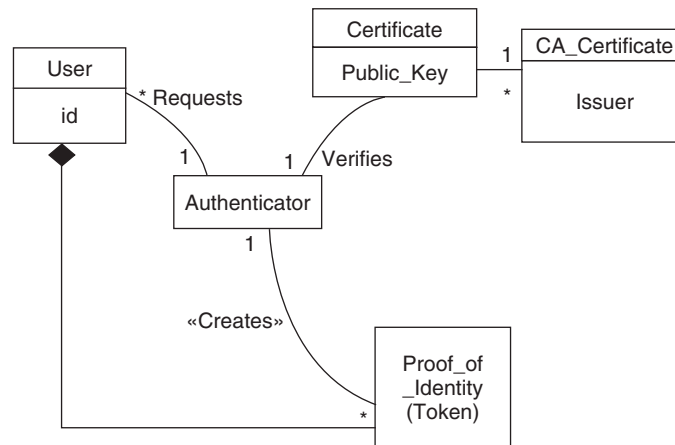 Certificate
Public_Key
1
*
CA_Certificate
Issuer
User
id
* Requests
1
1
Verifies
Authenticator
1
«Creates»
Proof_of
_Identity
(Token)
*